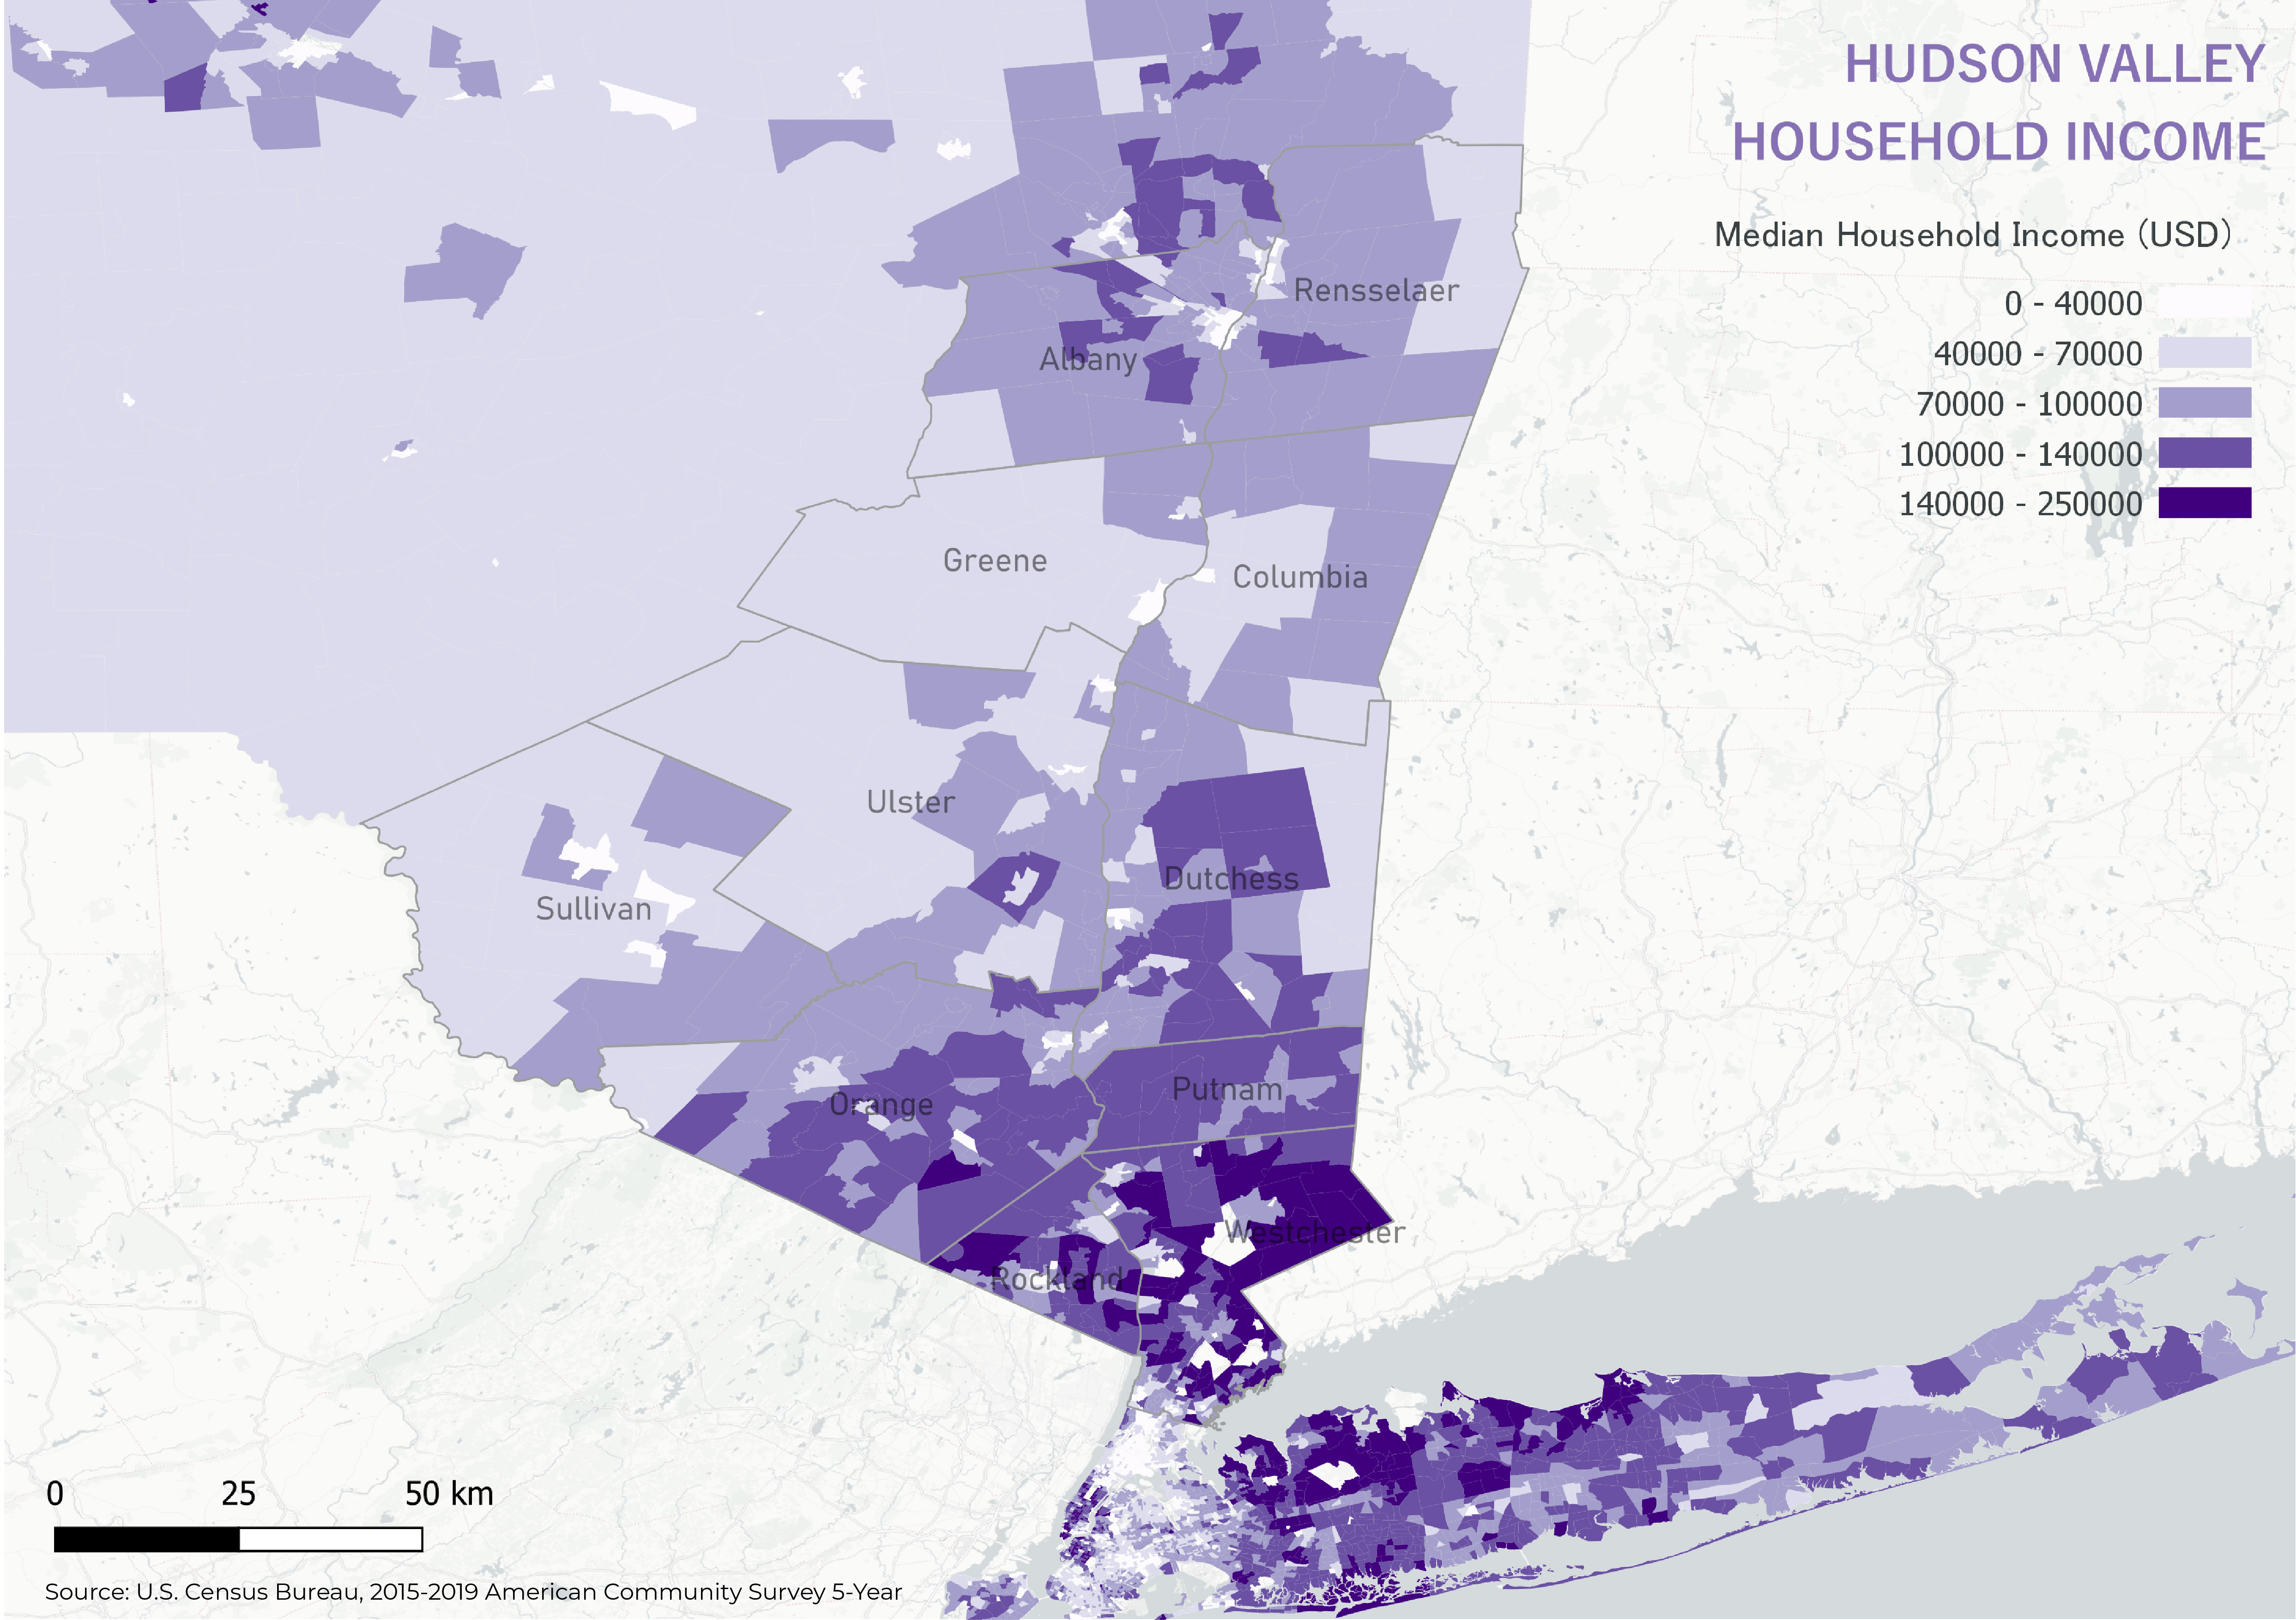 HUDSON VALLEY
HOUSEHOLD INCOME
Median Household Income (USD)
0 - 40000
40000 - 70000
70000 - 100000
100000 - 140000
140000 - 250000
Rensselaer
Albany
Greene
Columbia
Ulster
Dutchess
Sullivan
Putnam
Orange
Westchester
Rockland
0 25 50 km
Source: U.S. Census Bureau, 2015-2019 American Community Survey 5-Year